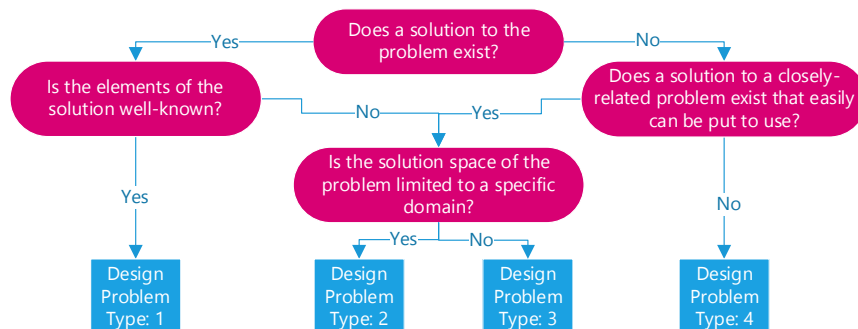 Does a solution to the
problem exist?
Yes
No
Is the elements of the
solution well-known?
Does a solution to a closely-
related problem exist that easily
can be put to use?
No
Yes
Is the solution space of the
problem limited to a specific
domain?
Yes
No
Yes
No
Design
Problem
Type: 1
Design
Problem
Type: 2
Design
Problem
Type: 3
Design
Problem
Type: 4